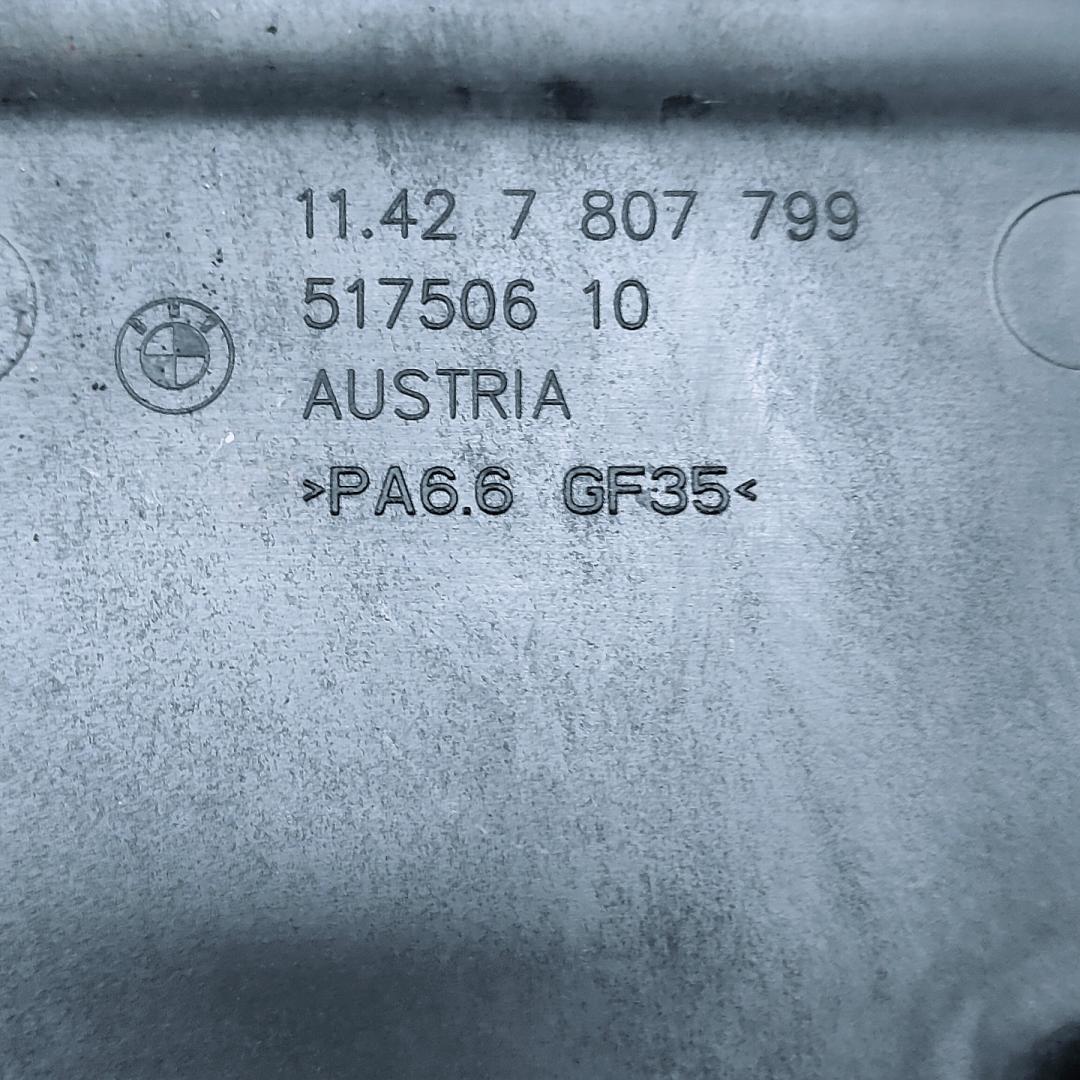 11.42 7 807 799
517506 10
AUSTRIA
>PA6.6 GF35<